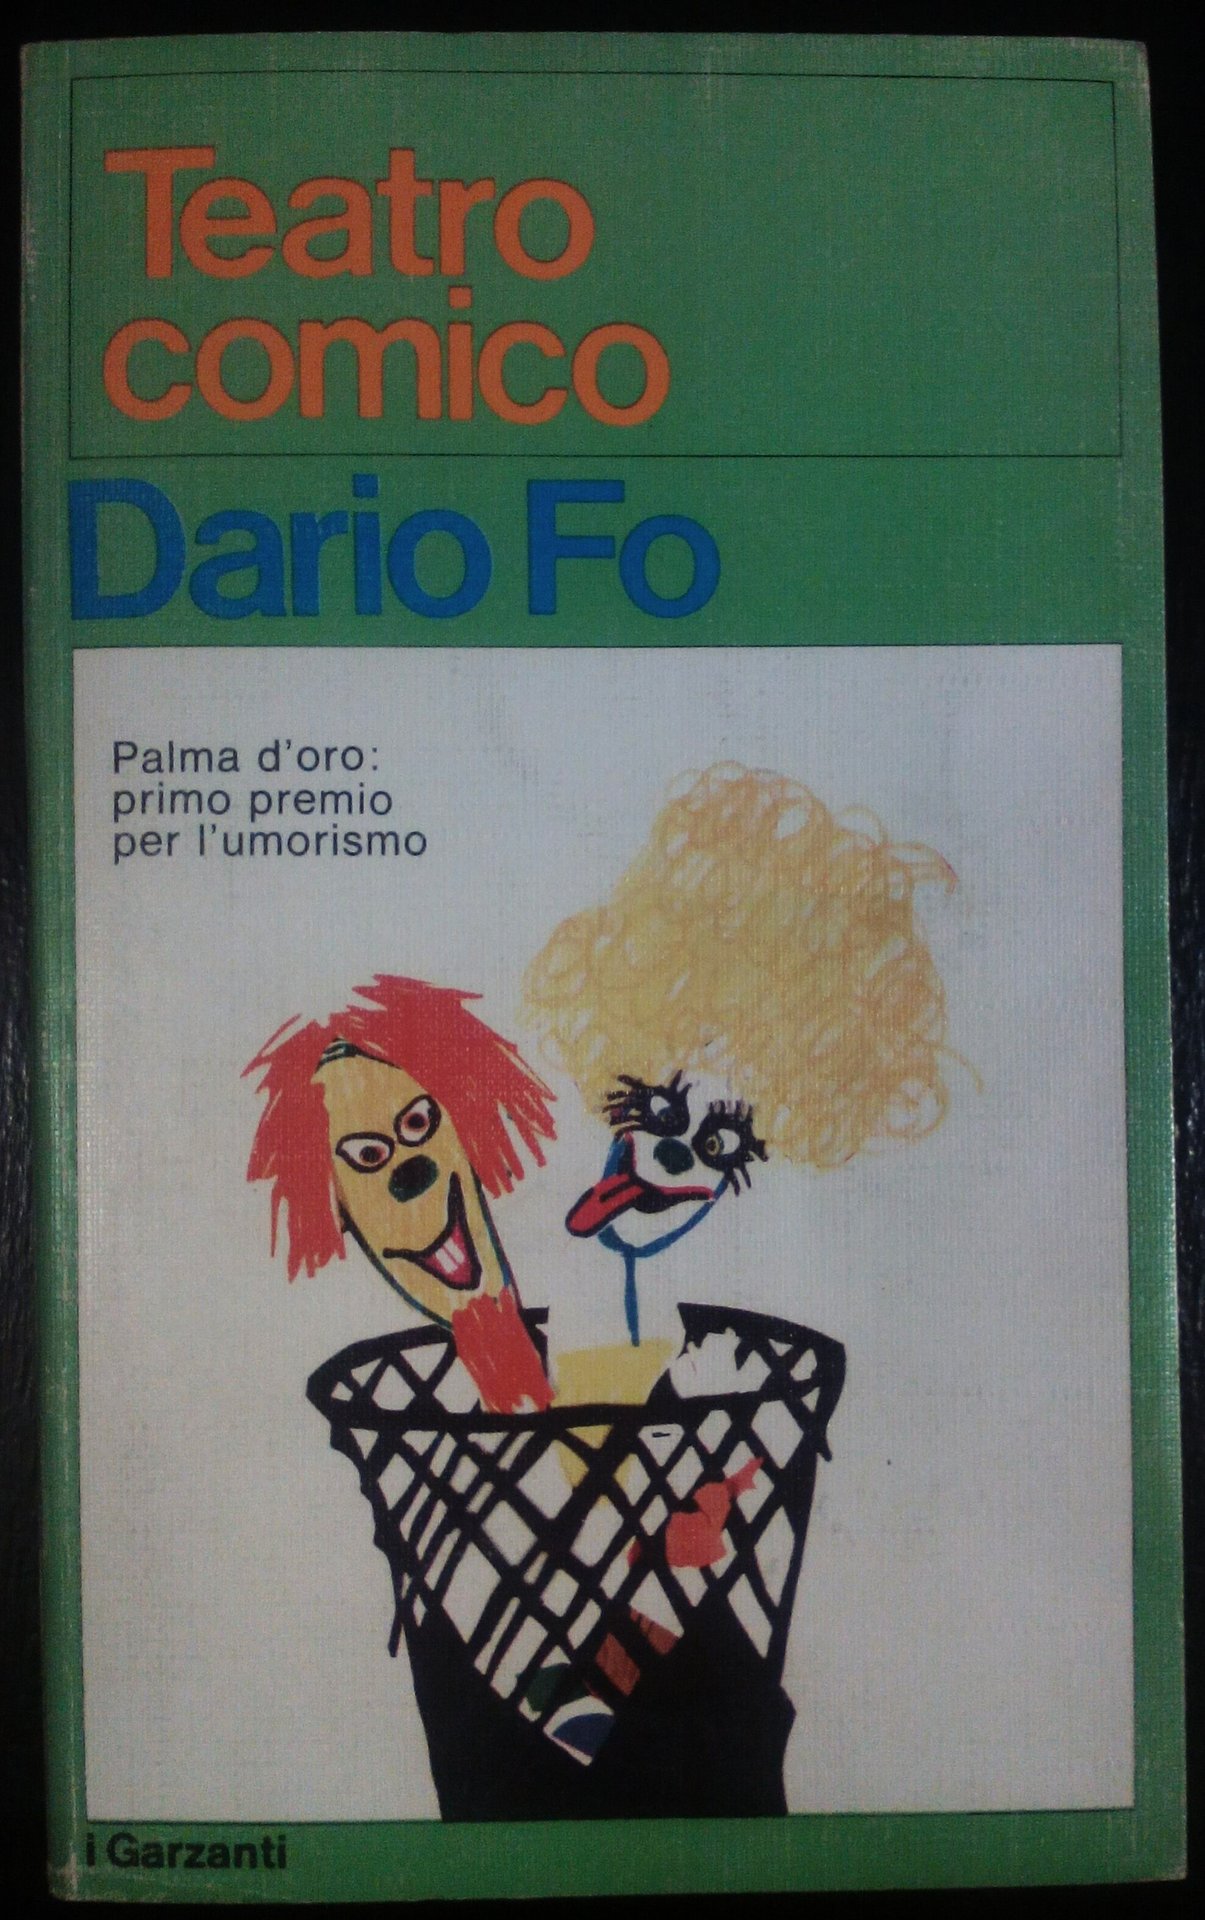 Teatro
comico
Dario Fo
Palma d'oro:
primo premio
per l'umorismo
i Garzanti